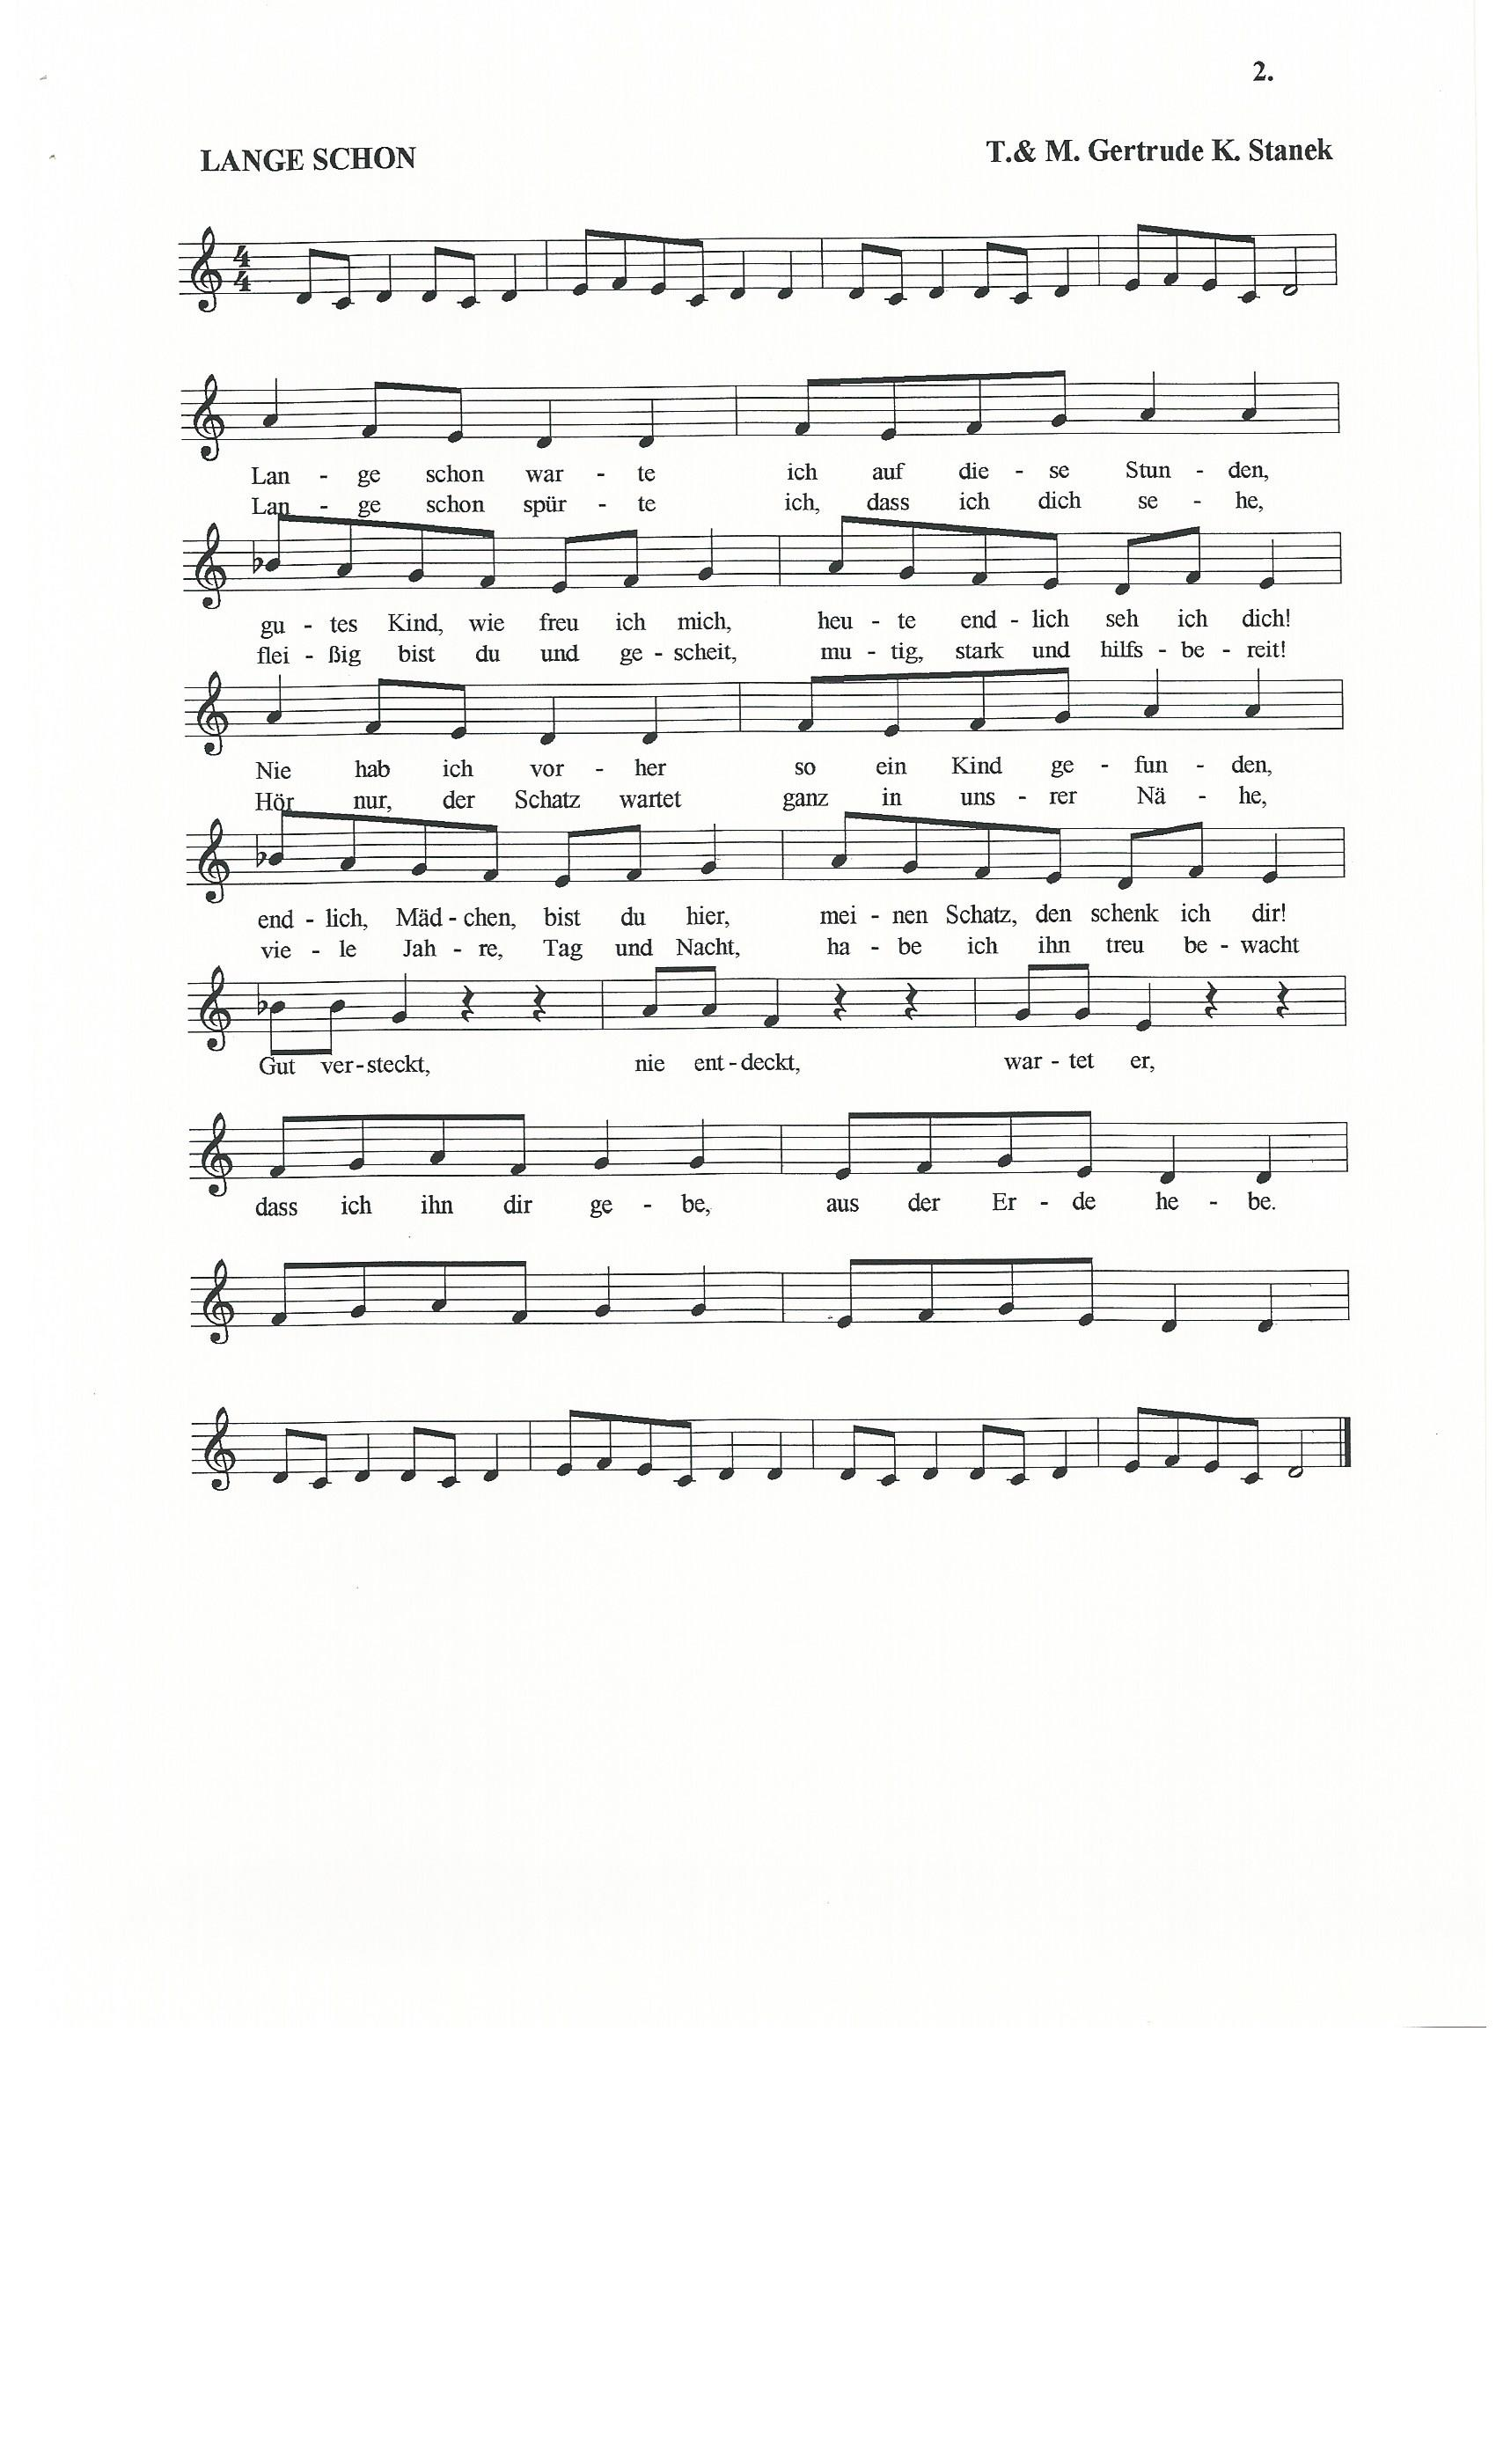 2.
LANGE SCHON
T.& M. Gertrude K. Stanek
4
4
Lan - ge schon war - te ich auf die - se Stun - den,
Lan - ge schon spür - te ich, dass ich dich se - he,
gu - tes Kind, wie freu ich mich, heu - te end - lich seh ich dich!
flei - ßig bist du und ge - scheit, mu - tig, stark und hilfs - be - reit!
Nie hab ich vor - her so ein Kind ge - fun - den,
Hör nur, der Schatz wartet ganz in uns - rer Nä - he,
end - lich, Mäd - chen, bist du hier, mei - nen Schatz, den schenk ich dir!
vie - le Jah - re, Tag und Nacht, ha - be ich ihn treu be - wacht
Gut ver - steckt, nie ent - deckt, war - tet er,
dass ich ihn dir ge - be, aus der Er - de he - be.